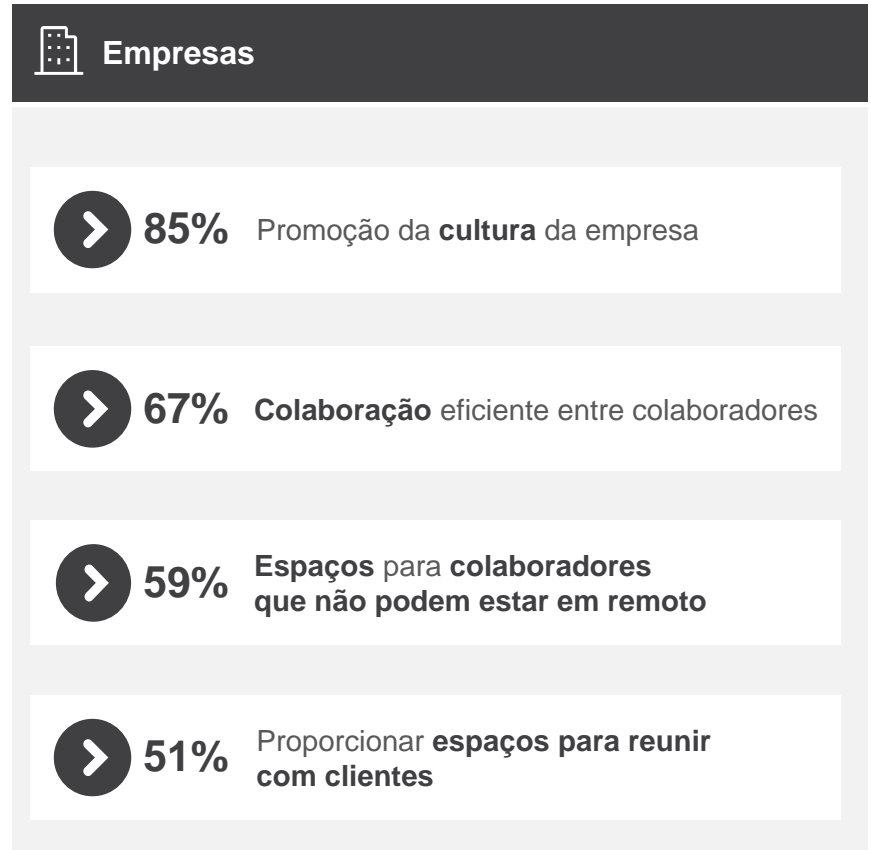 Empresas
85% Promoção da cultura da empresa
67% Colaboração eficiente entre colaboradores
59% Espaços para colaboradores
que não podem estar em remoto
51% Proporcionar espaços para reunir
com clientes